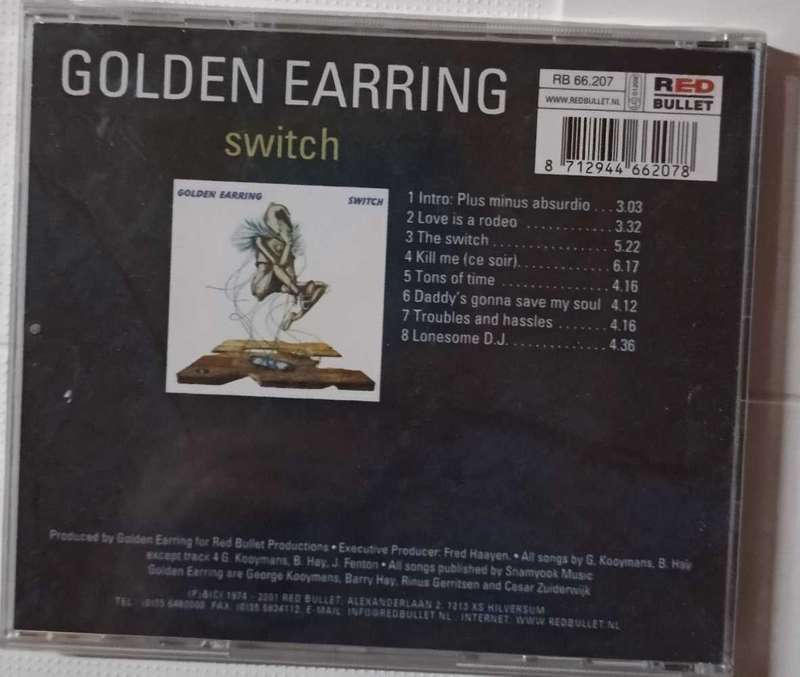 GOLDEN EARRING
switch
RB 66.207
WWW.REDBULLET.NL
RED
BULLET
8 712944 662078
GOLDEN EARRING SWITCH
1 Intro: Plus minus absurdio ... 3.03
2 Love is a rodeo ........... 3.32
3 The switch ............... 5.22
4 Kill me (ce soir) ............ 6.17
5 Tons of time .............. 4.16
6 Daddy's gonna save my soul 4.12
7 Troubles and hassles ....... 4.16
8 Lonesome D.J. ............. 4.36
Produced by Golden Earring for Red Bullet Productions • Executive Producer: Fred Haayen. • All songs by G. Kooymans, B. Hay
except track 4 G. Kooymans, B. Hay, J. Fenton • All songs published by Snamyook Music
Golden Earring are George Kooymans, Barry Hay, Rinus Gerritsen and Cesar Zuiderwijk
(P)&(C) 1974 - 2001 RED BULLET, ALEXANDERLAAN 2, 1213 XS HILVERSUM
E-MAIL: INFO@REDBULLET.NL, INTERNET: WWW.REDBULLET.NL